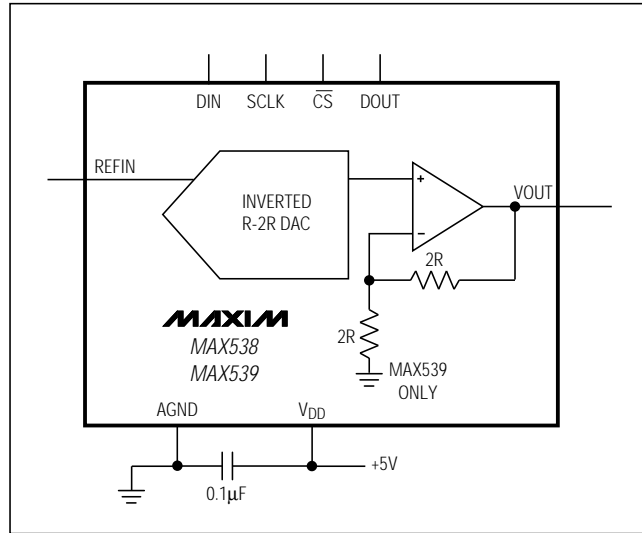 DIN SCLK CS DOUT
REFIN
INVERTED
R-2R DAC
+
−
VOUT
2R
2R
MAXIM
MAX538
MAX539
MAX539
ONLY
AGND
VDD
+5V
0.1µF